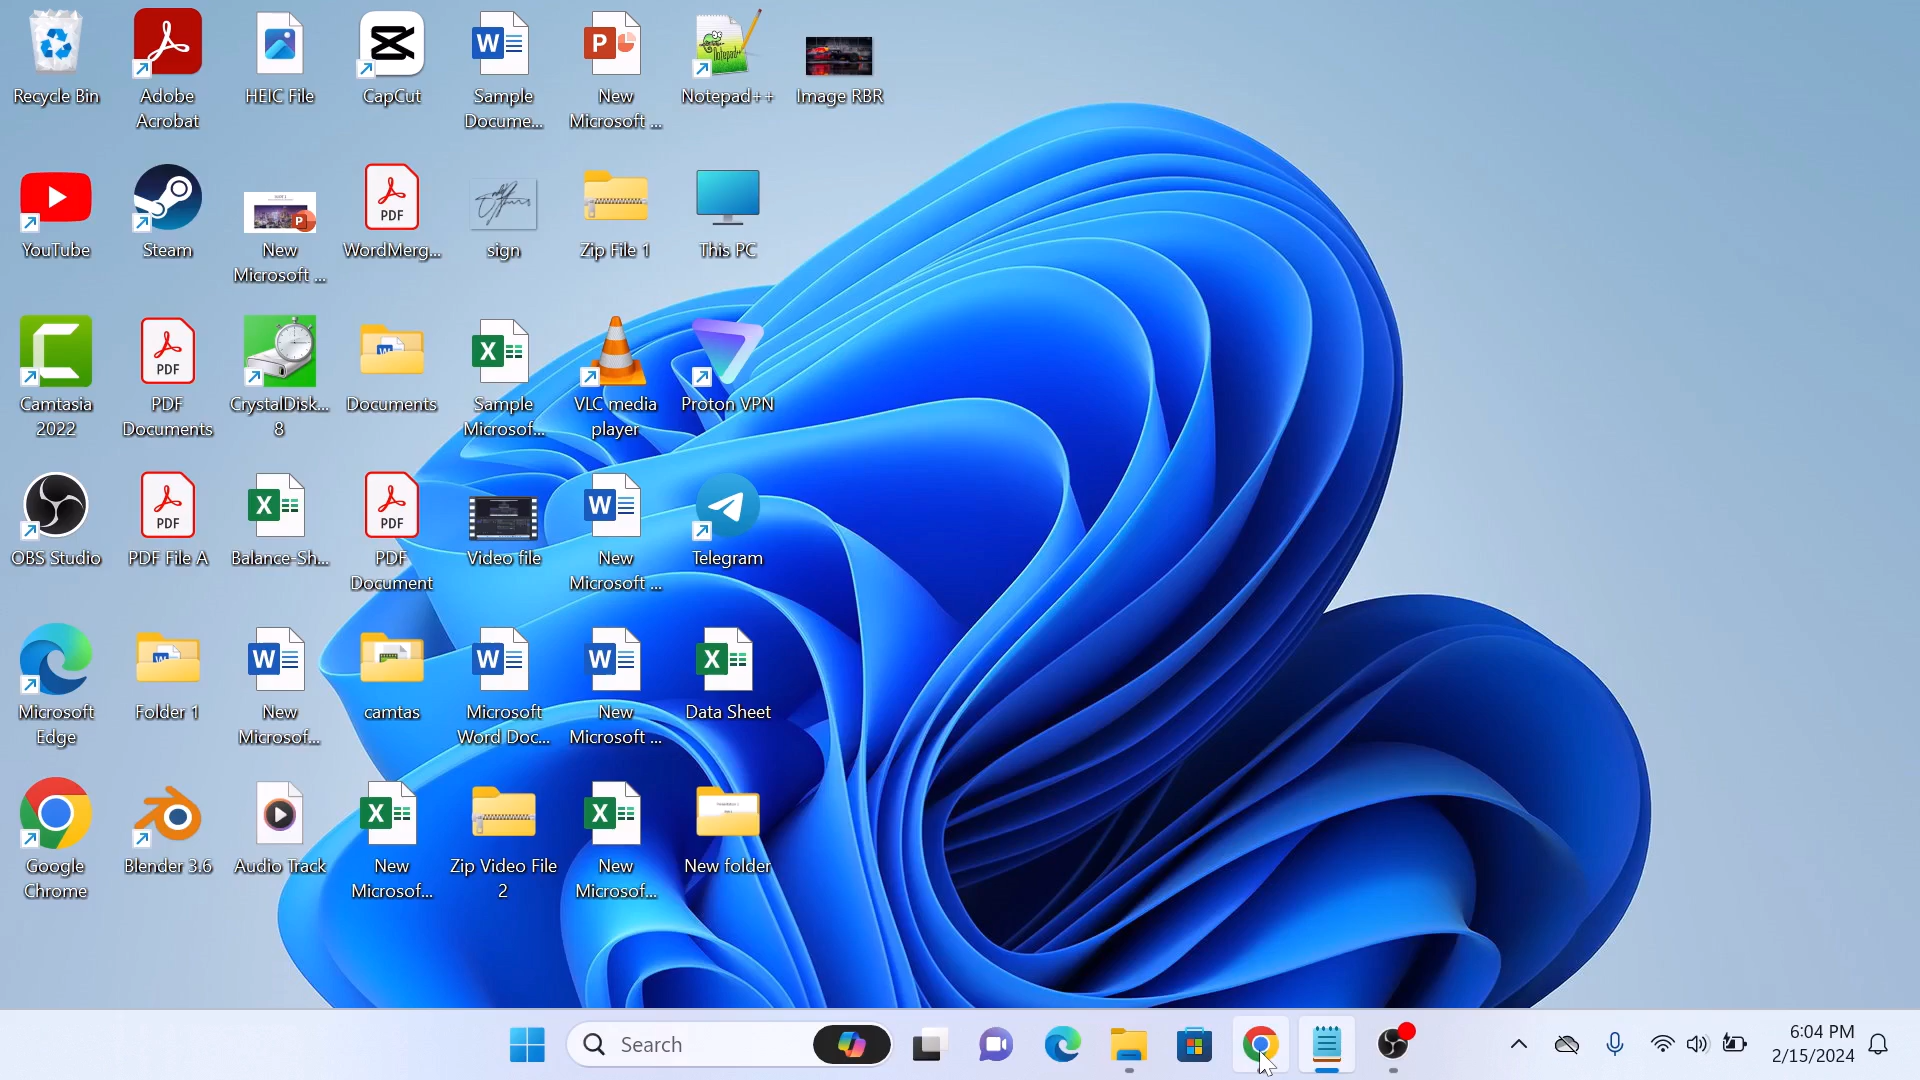 Recycle Bin
Adobe
Acrobat
HEIC File
CapCut
Sample
Docume...
New
Microsoft ...
Notepad++
Image RBR
YouTube
Steam
New
Microsoft ...
PDF
WordMerg...
sign
Zip File 1
This PC
Camtasia
2022
PDF
PDF
Documents
CrystalDisk...
8
Documents
Sample
Microsof...
VLC media
player
Proton VPN
OBS Studio
PDF
PDF File A
Balance-Sh...
PDF
PDF
Document
Video file
New
Microsoft ...
Telegram
Microsoft
Edge
Folder 1
New
Microsof...
camtas
Microsoft
Word Doc...
New
Microsoft ...
Data Sheet
Google
Chrome
Blender 3.6
Audio Track
New
Microsof...
Zip Video File
2
New
Microsof...
New folder
Search
6:04 PM
2/15/2024